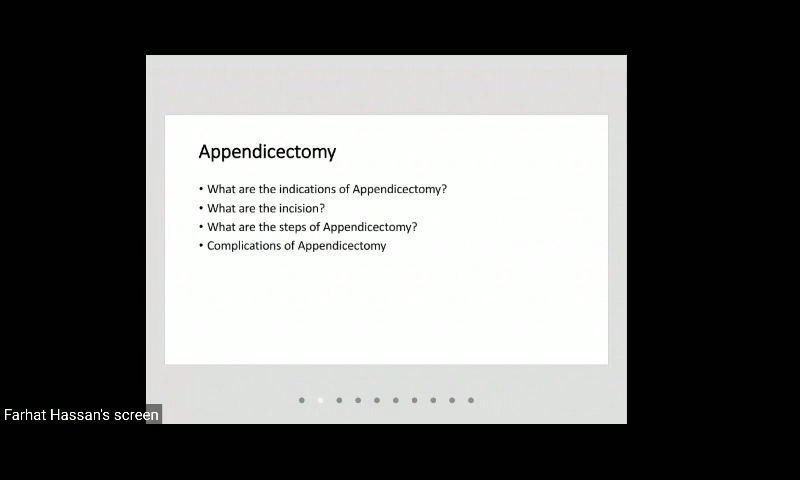 Appendicectomy
• What are the indications of Appendicectomy?
• What are the incision?
• What are the steps of Appendicectomy?
• Complications of Appendicectomy
Farhat Hassan's screen